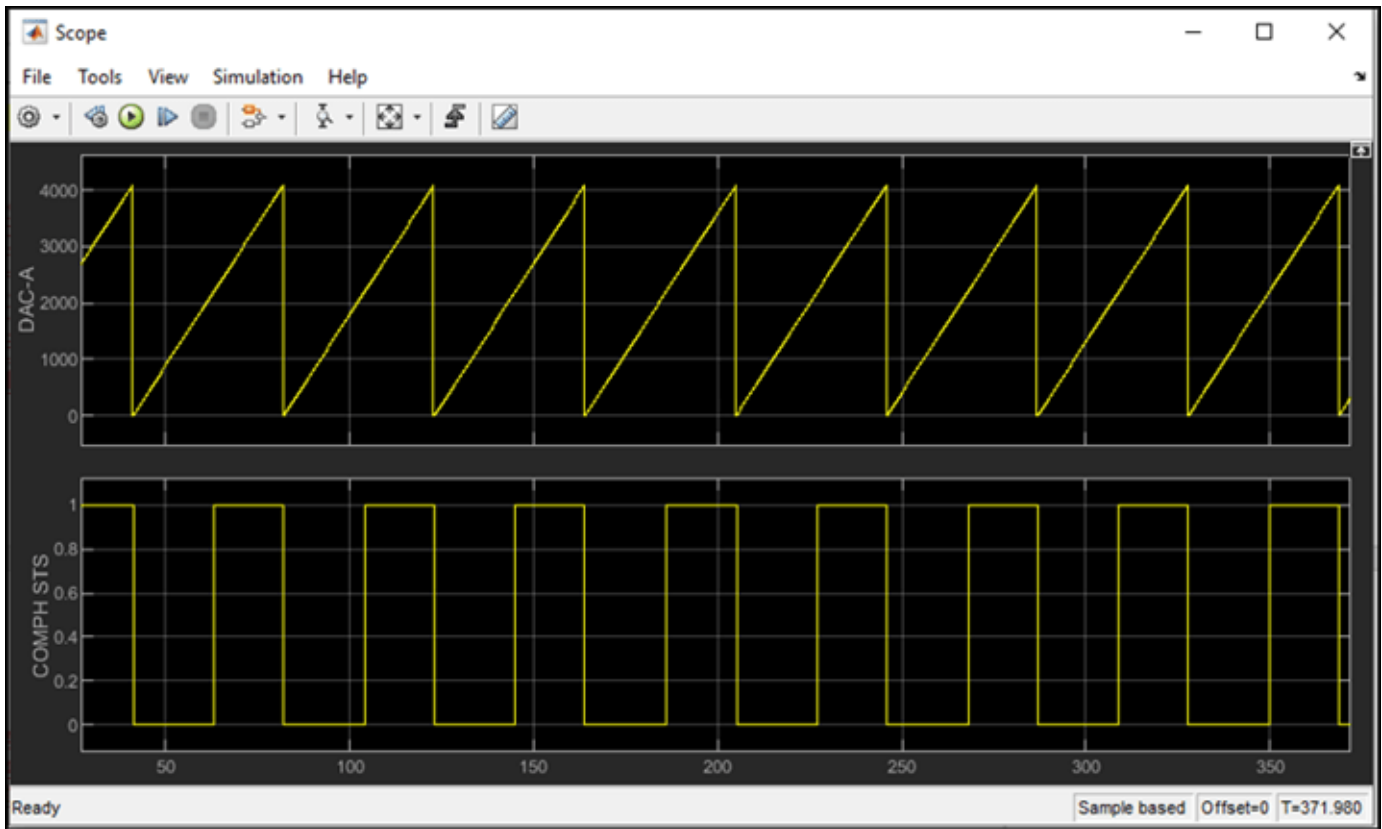 Scope
File Tools View Simulation Help
DAC-A
4000
3000
2000
1000
0
COMPH STS
1
0.8
0.6
0.4
0.2
0
50 100 150 200 250 300 350
Ready Sample based Offset=0 T=371.980